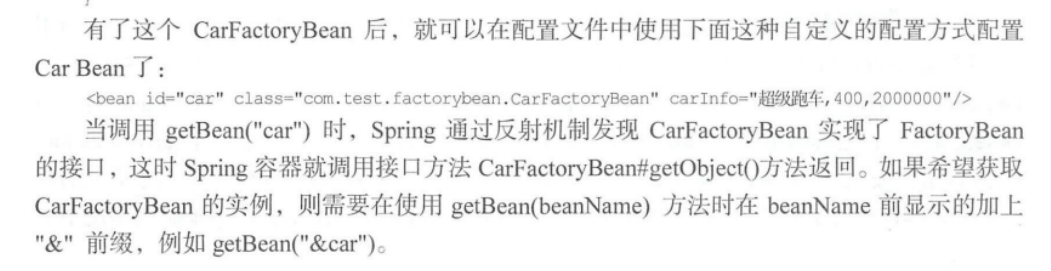 有了这个 CarFactoryBean 后，就可以在配置文件中使用下面这种自定义的配置方式配置
Car Bean 了：
<bean id="car" class="com.test.factorybean.CarFactoryBean" carInfo="超级跑车,400,2000000"/>
当调用 getBean("car") 时，Spring 通过反射机制发现 CarFactoryBean 实现了 FactoryBean
的接口，这时 Spring 容器就调用接口方法 CarFactoryBean#getObject()方法返回。如果希望获取
CarFactoryBean 的实例，则需要在使用 getBean(beanName) 方法时在 beanName 前显示的加上
"&" 前缀，例如 getBean("&car")。